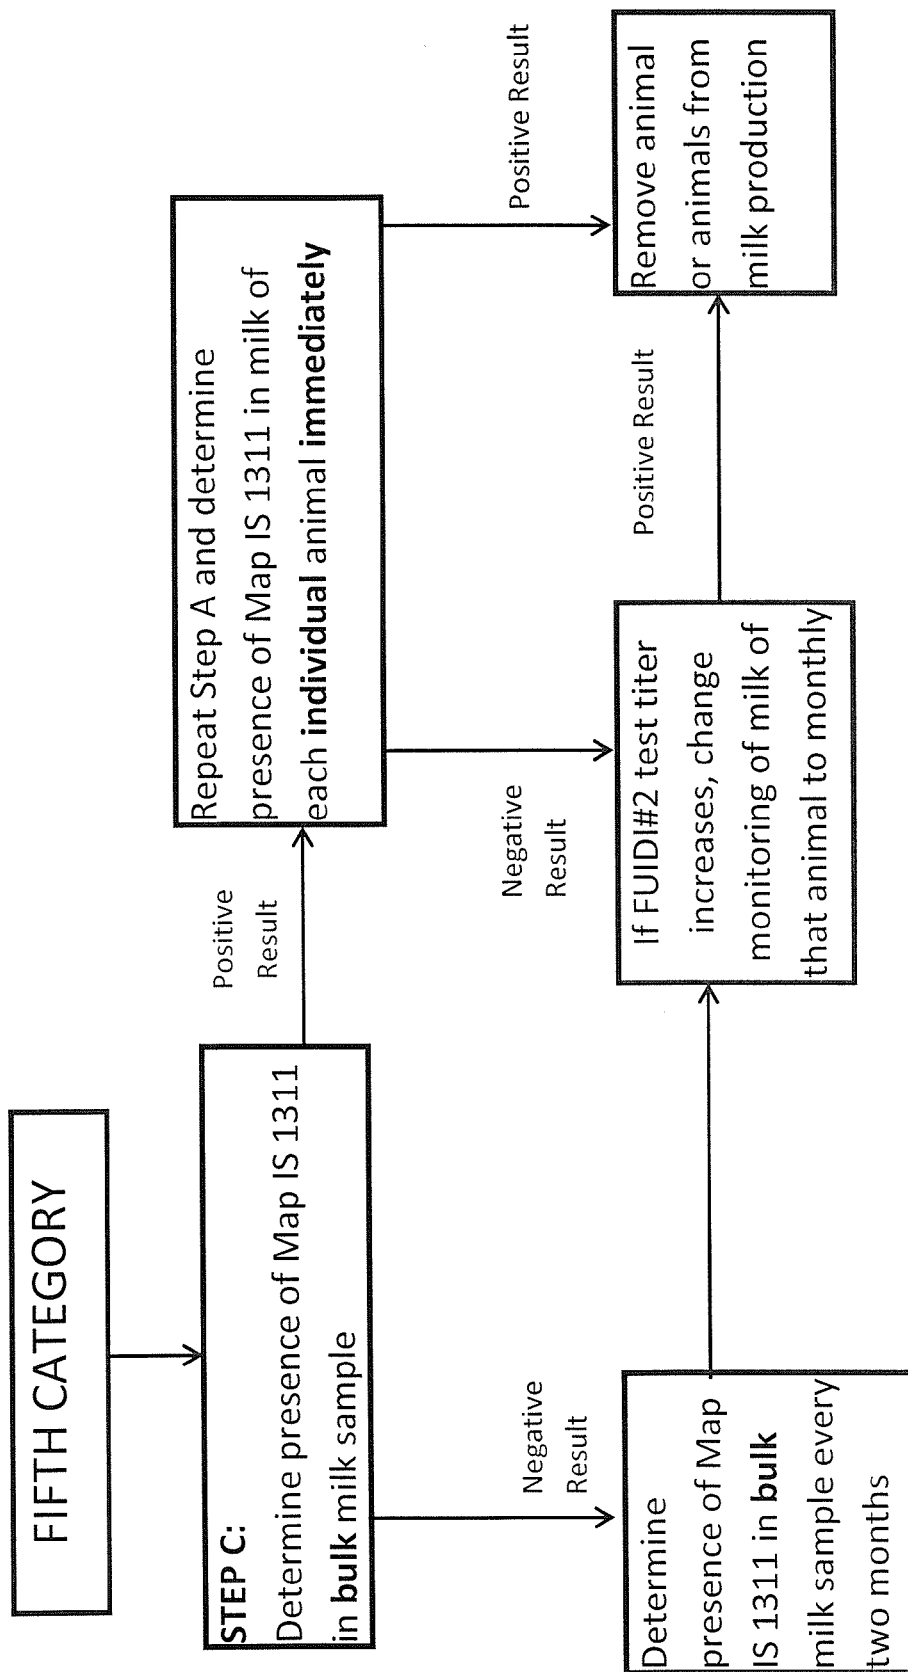 FIFTH CATEGORY
STEP C:
Determine presence of Map IS 1311
in bulk milk sample
Positive
Result
Repeat Step A and determine
presence of Map IS 1311 in milk of
each individual animal immediately
Negative
Result
Negative
Result
Positive Result
Determine
presence of Map
IS 1311 in bulk
milk sample every
two months
If FUIDI#2 test titer
increases, change
monitoring of milk of
that animal to monthly
Positive Result
Remove animal
or animals from
milk production